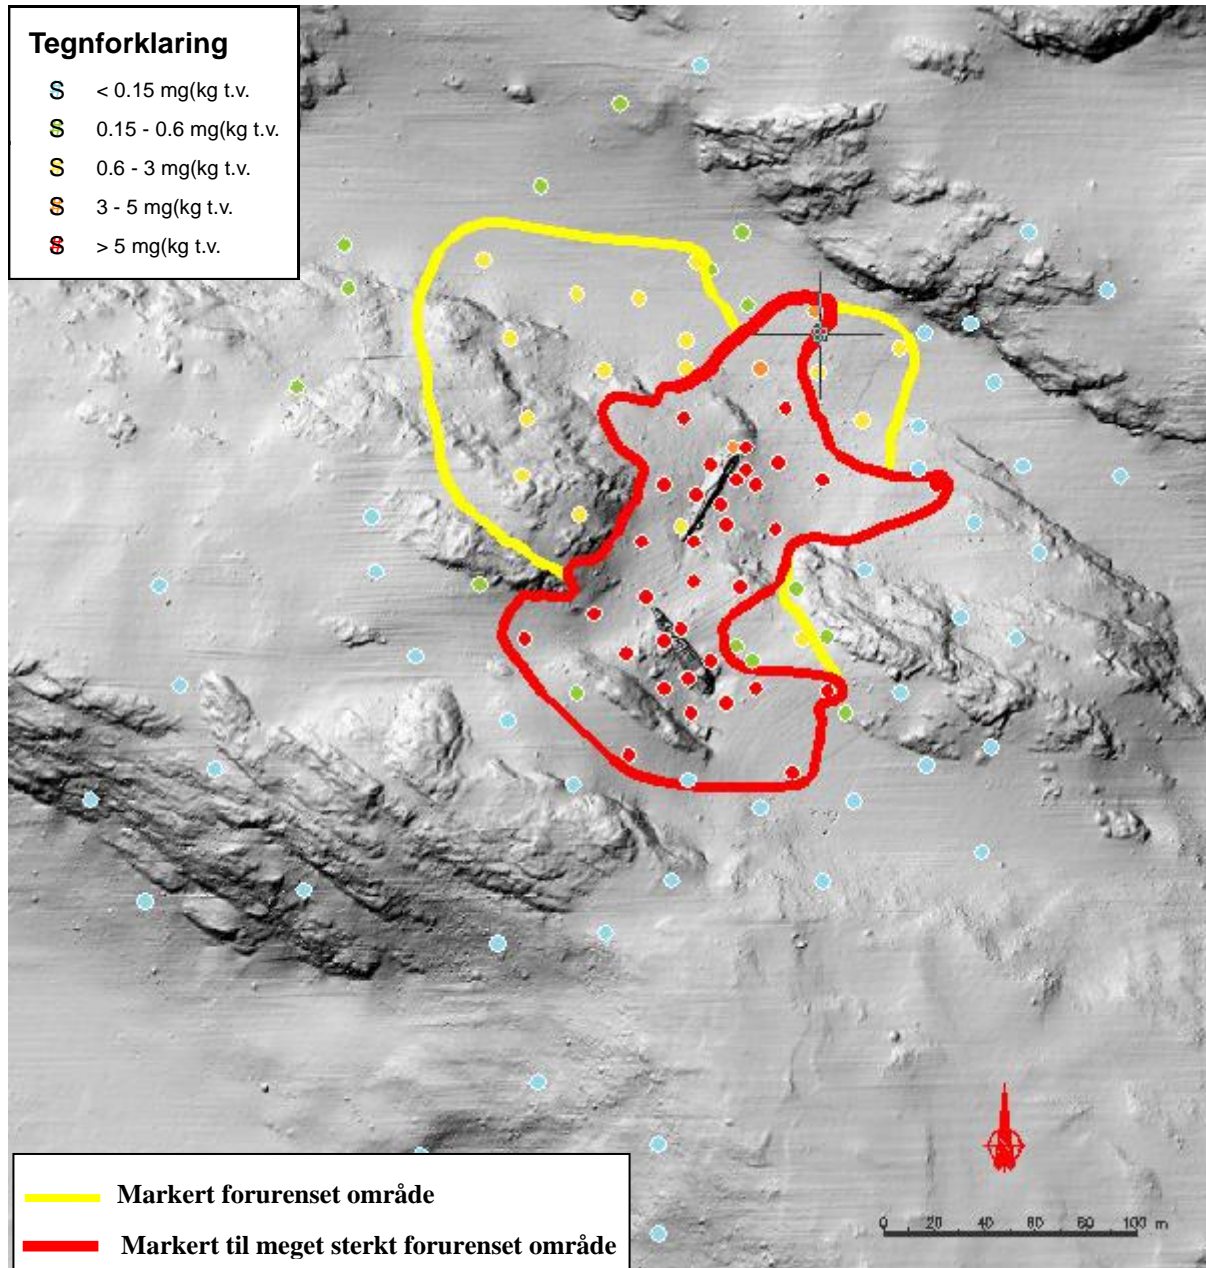 Tegnforklaring
S < 0.15 mg(kg t.v.
S 0.15 - 0.6 mg(kg t.v.
S 0.6 - 3 mg(kg t.v.
S 3 - 5 mg(kg t.v.
S > 5 mg(kg t.v.
0 20 40 60 80 100 m
Markert forurenset område
Markert til meget sterkt forurenset område